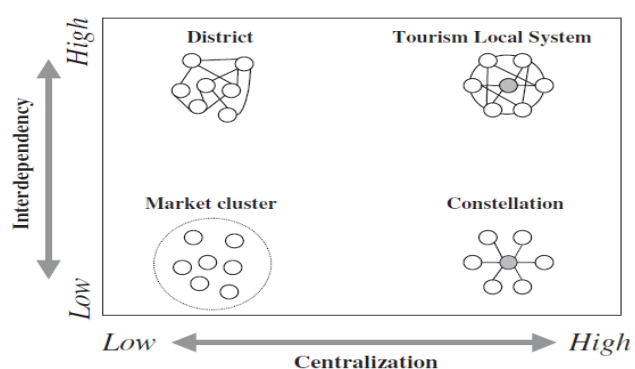 High
District
Tourism Local System
Interdependency
Market cluster
Constellation
Low
Low
High
Centralization